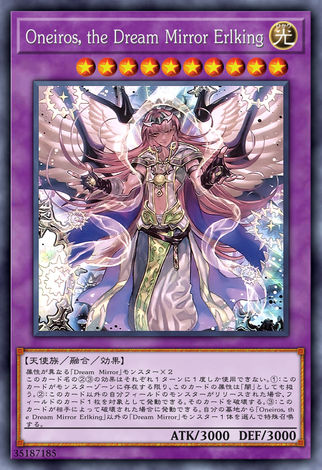 Oneiros, the Dream Mirror Erlking
光
【天使族／融合／効果】
属性が異なる「Dream Mirror」モンスター×２
このカード名の②③の効果はそれぞれ１ターンに１度しか使用できない。①：このカードがモンスターゾーンに存在する限り、このカードの属性は「闇」としても扱う。②：このカード以外の自分フィールドのモンスターがリリースされた場合、フィールドのカード１枚を対象として発動できる。そのカードを破壊する。③：このカードが相手によって破壊された場合に発動できる。自分の墓地から「Oneiros, the Dream Mirror Erlking」以外の「Dream Mirror」モンスター１体を選んで特殊召喚する。
ATK/3000 DEF/3000
35187185